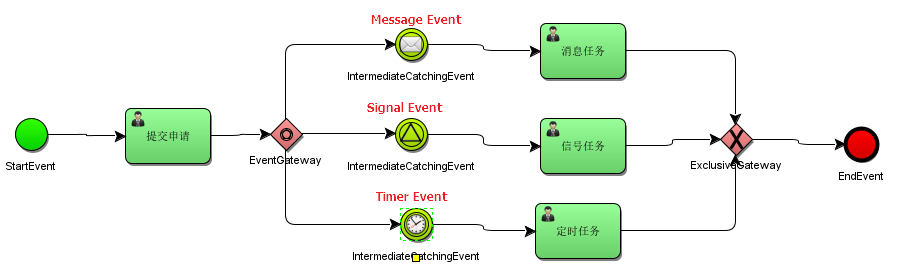 Message Event
IntermediateCatchingEvent
消息任务
Signal Event
StartEvent
提交申请
EventGateway
IntermediateCatchingEvent
信号任务
ExclusiveGateway
EndEvent
Timer Event
IntermediateCatchingEvent
定时任务